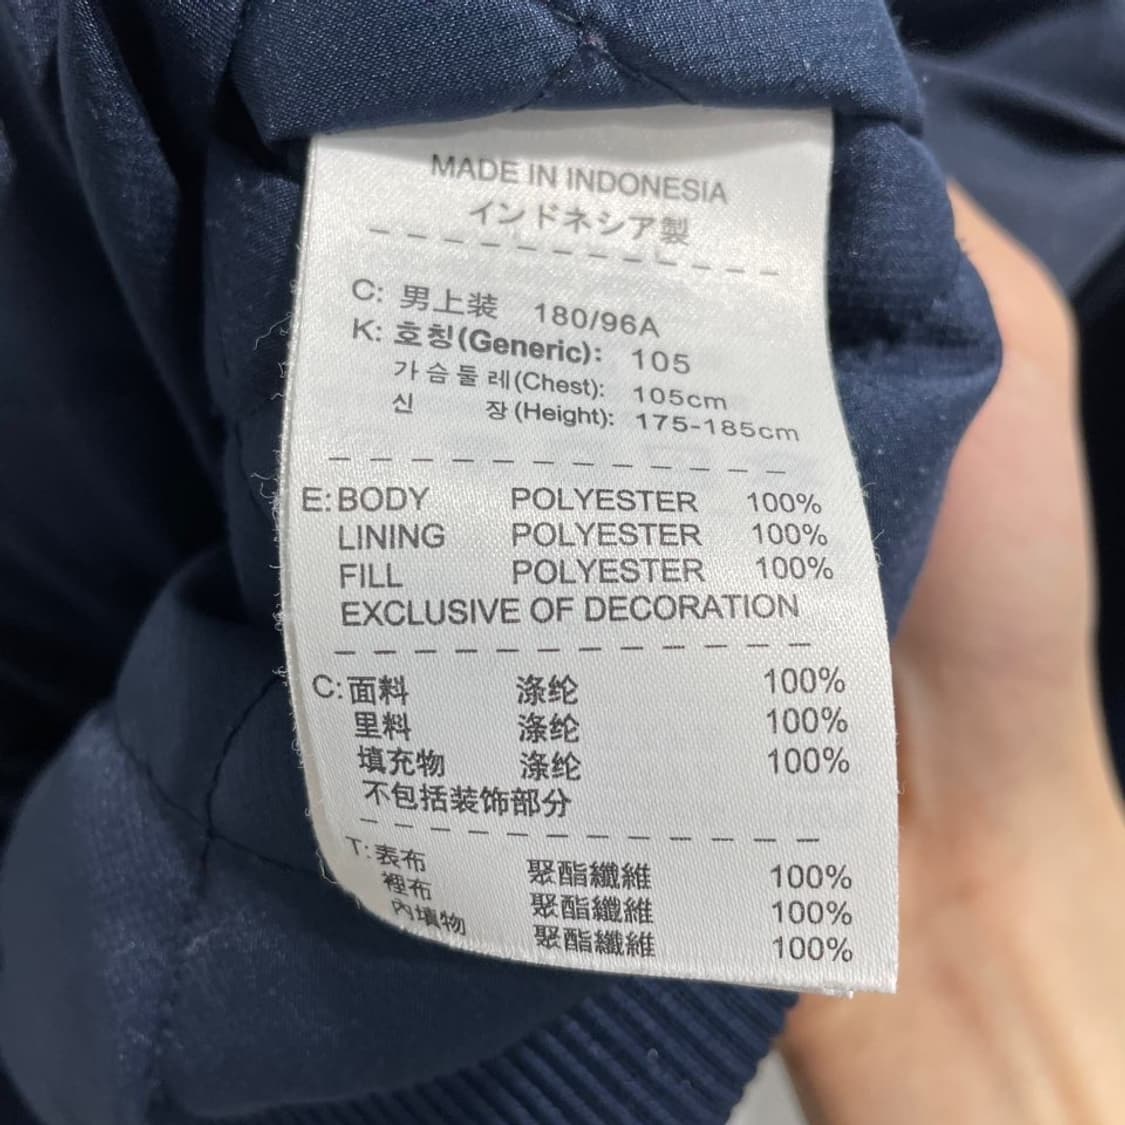 MADE IN INDONESIA
インドネシア製
C: 男上装 180/96A
K: 호칭(Generic): 105
가슴둘레(Chest): 105cm
신 장(Height): 175-185cm
E: BODY POLYESTER 100%
LINING POLYESTER 100%
FILL POLYESTER 100%
EXCLUSIVE OF DECORATION
C: 面料 涤纶 100%
里料 涤纶 100%
填充物 涤纶 100%
不包括装饰部分
T: 表布 聚酯纖維 100%
裡布 聚酯纖維 100%
內填物 聚酯纖維 100%